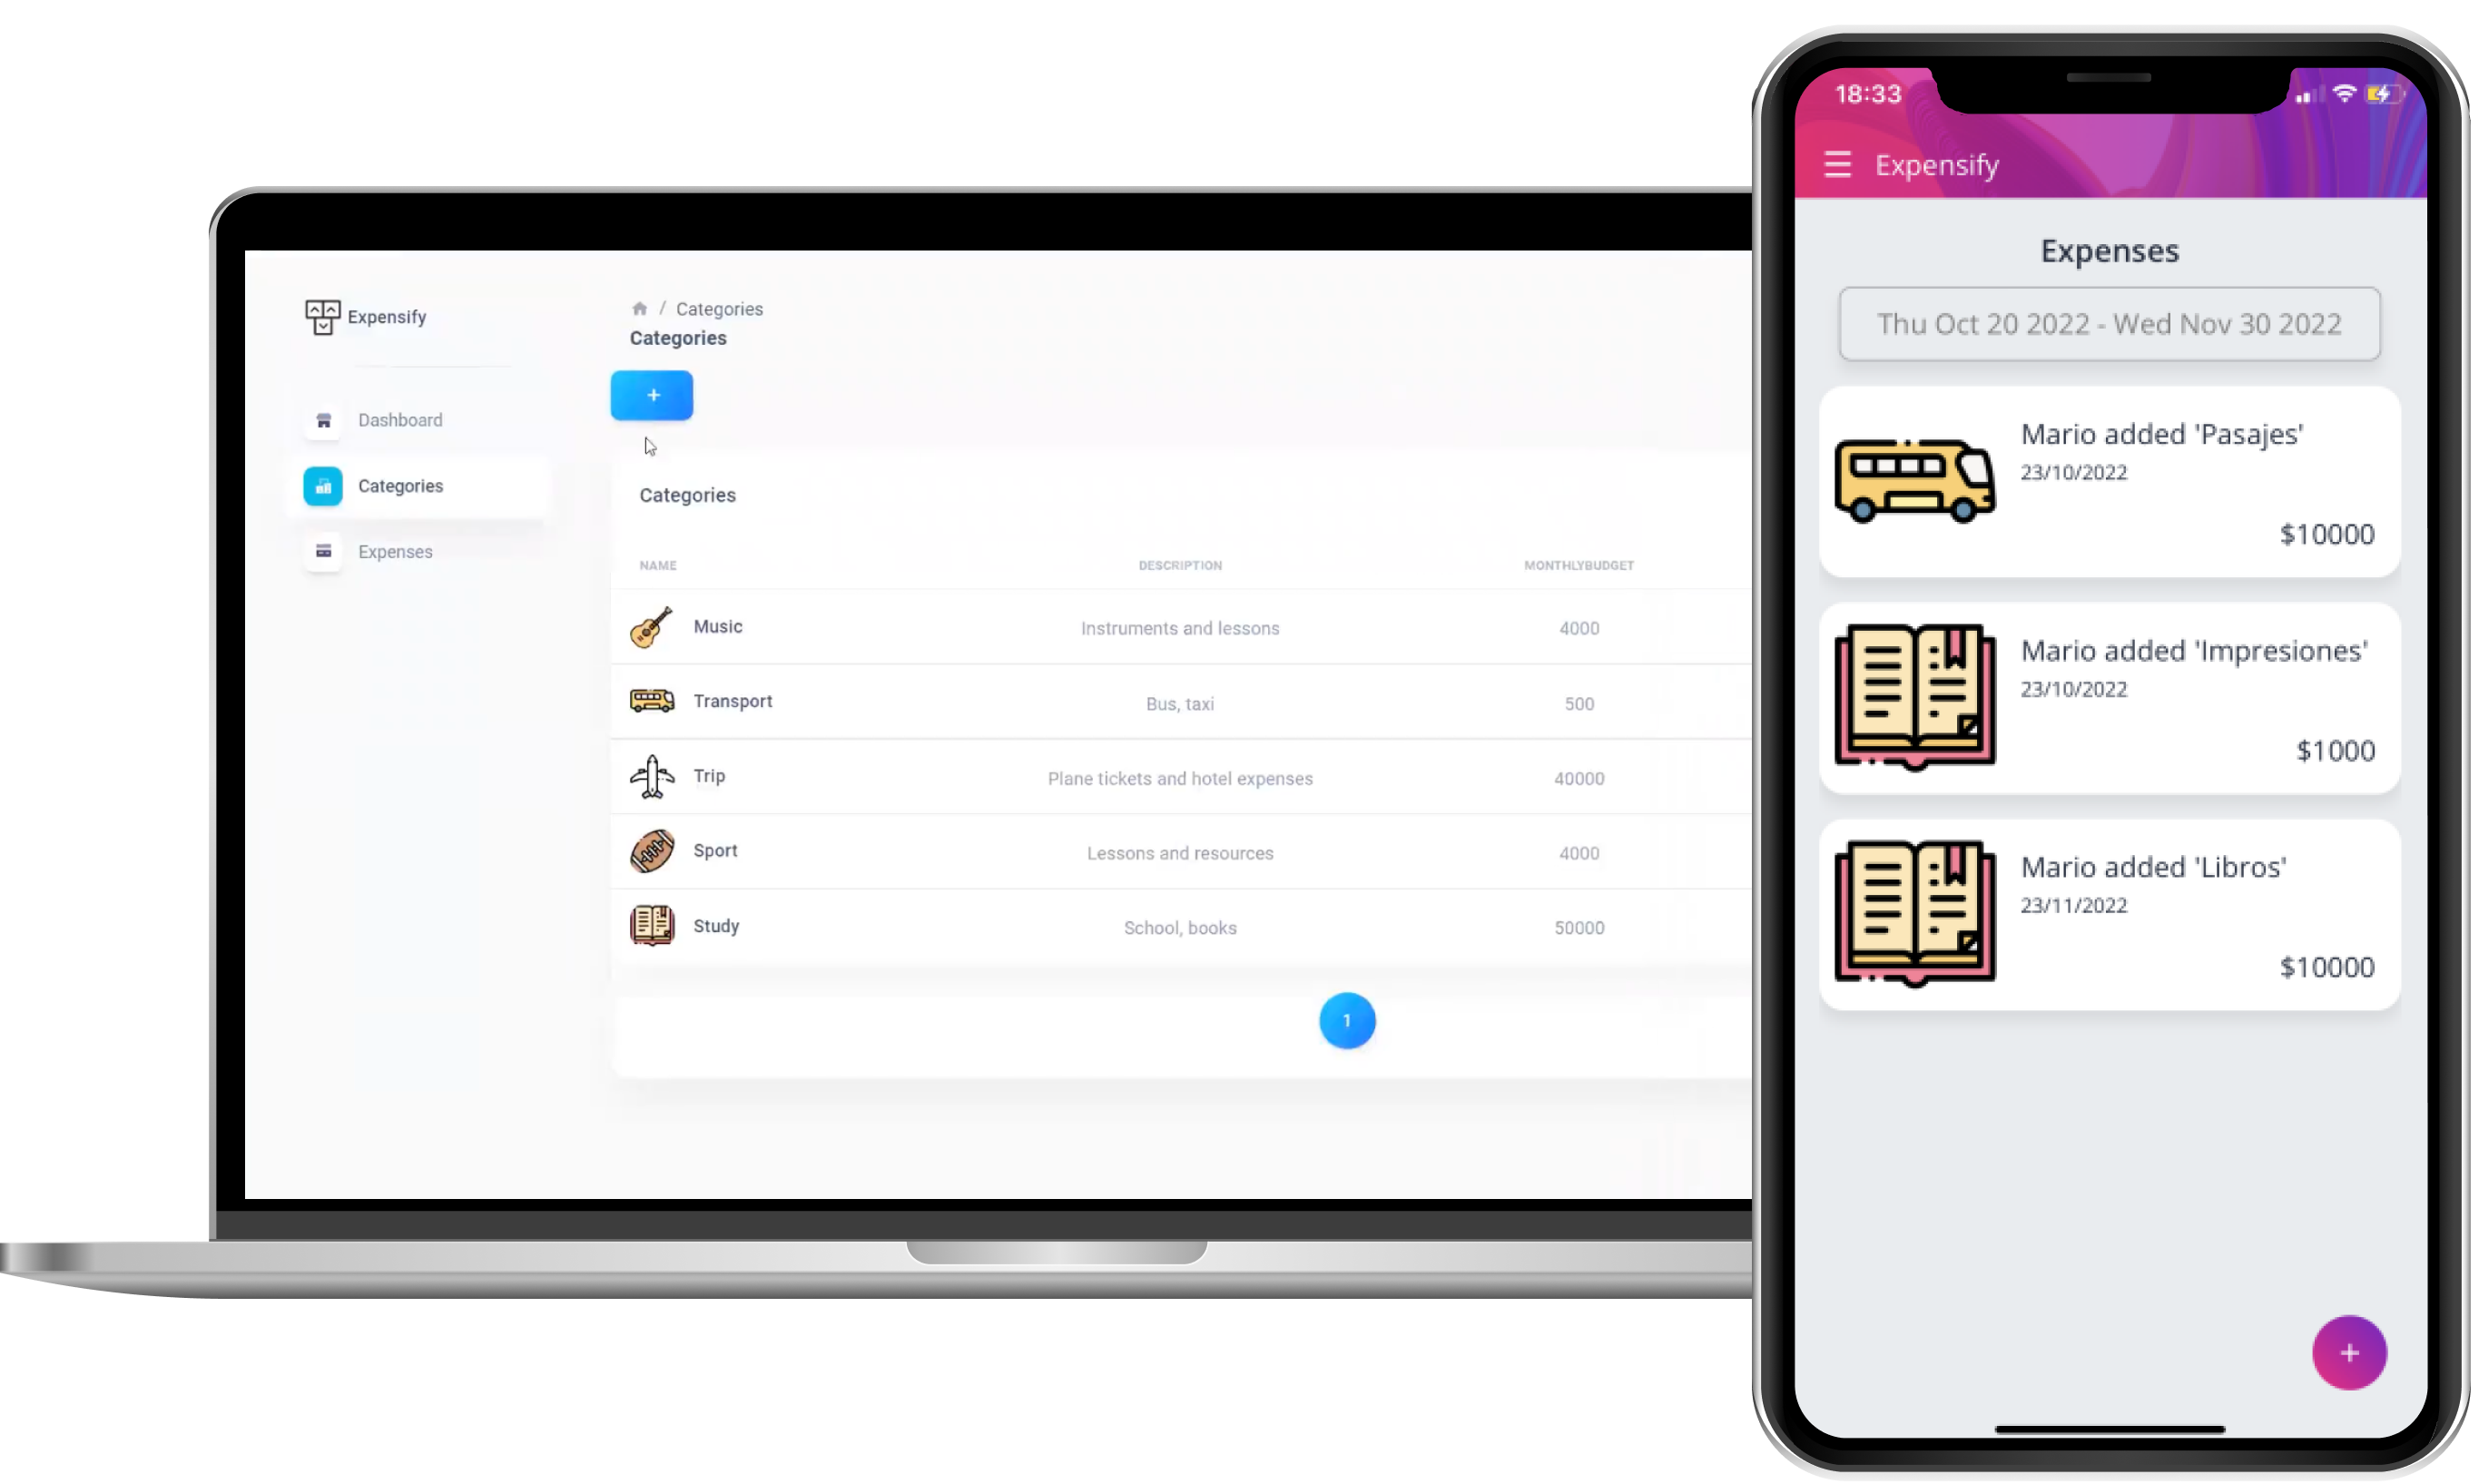 Expensify
Dashboard
Categories
Expenses
/ Categories
Categories
+
Categories
NAME DESCRIPTION MONTHLYBUDGET
Music Instruments and lessons 4000
Transport Bus, taxi 500
Trip Plane tickets and hotel expenses 40000
Sport Lessons and resources 4000
Study School, books 50000
1
18:33
Expensify
Expenses
Thu Oct 20 2022 - Wed Nov 30 2022
Mario added 'Pasajes'
23/10/2022
$10000
Mario added 'Impresiones'
23/10/2022
$1000
Mario added 'Libros'
23/11/2022
$10000
+